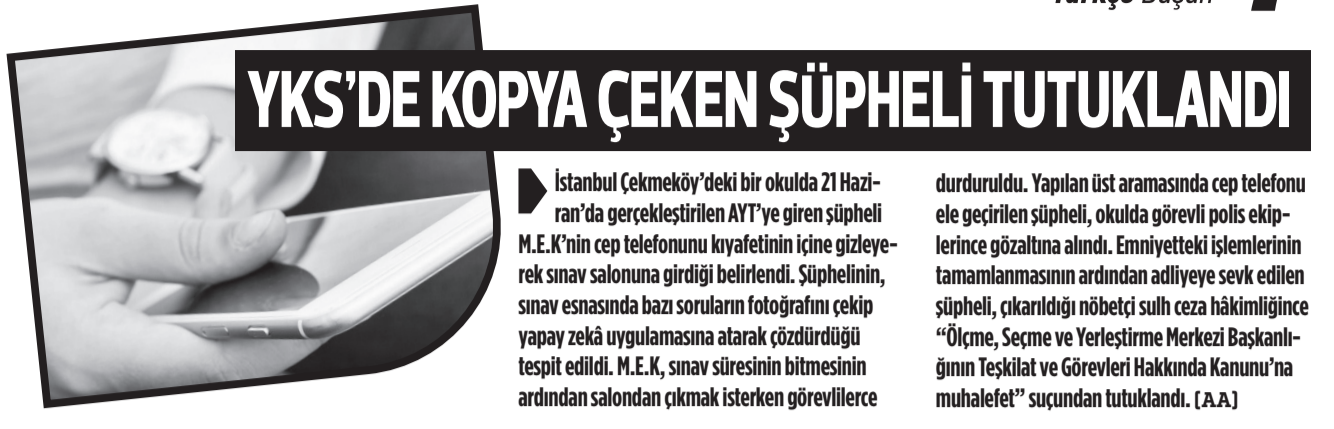 YKS'DE KOPYA ÇEKEN ŞÜPHELİ TUTUKLANDI
İstanbul Çekmeköy'deki bir okulda 21 Hazi-
ran'da gerçekleştirilen AYT'ye giren şüpheli
M.E.K'nin cep telefonunu kıyafetinin içine gizleye-
rek sınav salonuna girdiği belirlendi. Şüphelinin,
sınav esnasında bazı soruların fotoğrafını çekip
yapay zekâ uygulamasına atarak çözdürdüğü
tespit edildi. M.E.K, sınav süresinin bitmesinin
ardından salondan çıkmak isterken görevlilerce
durduruldu. Yapılan üst aramasında cep telefonu
ele geçirilen şüpheli, okulda görevli polis ekip-
lerince gözaltına alındı. Emniyetteki işlemlerinin
tamamlanmasının ardından adliyeye sevk edilen
şüpheli, çıkarıldığı nöbetçi sulh ceza hâkimliğince
“Ölçme, Seçme ve Yerleştirme Merkezi Başkanlı-
ğının Teşkilat ve Görevleri Hakkında Kanunu'na
muhalefet” suçundan tutuklandı. (AA)